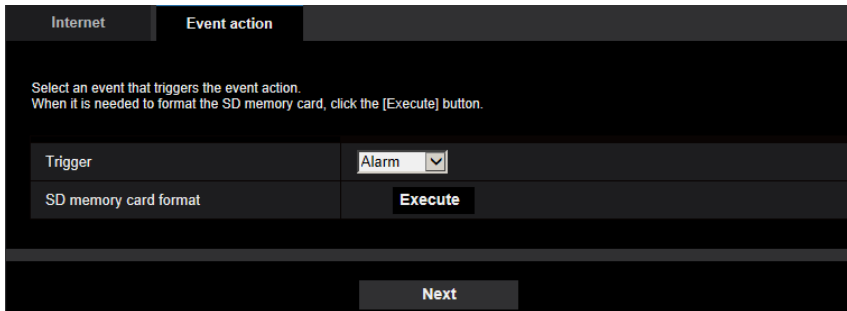 Internet Event action
Select an event that triggers the event action.
When it is needed to format the SD memory card, click the [Execute] button.
Trigger Alarm
SD memory card format Execute
Next